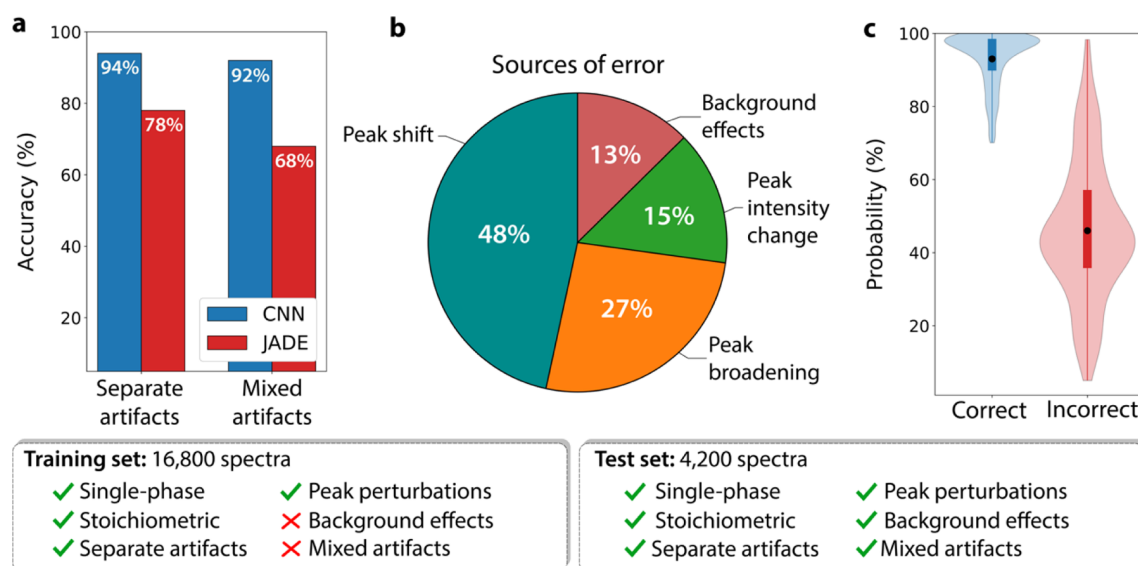 a
100
80
60
40
20
Accuracy (%)
94%
78%
92%
68%
CNN
JADE
Separate
artifacts
Mixed
artifacts
b
Sources of error
Peak shift
48%
Background
effects
13%
Peak
intensity
change
15%
Peak
broadening
27%
c
100
80
60
40
20
Probability (%)
Correct
Incorrect
Training set: 16,800 spectra
Single-phase
Peak perturbations
Stoichiometric
Background effects
Separate artifacts
Mixed artifacts
Test set: 4,200 spectra
Single-phase
Peak perturbations
Stoichiometric
Background effects
Separate artifacts
Mixed artifacts